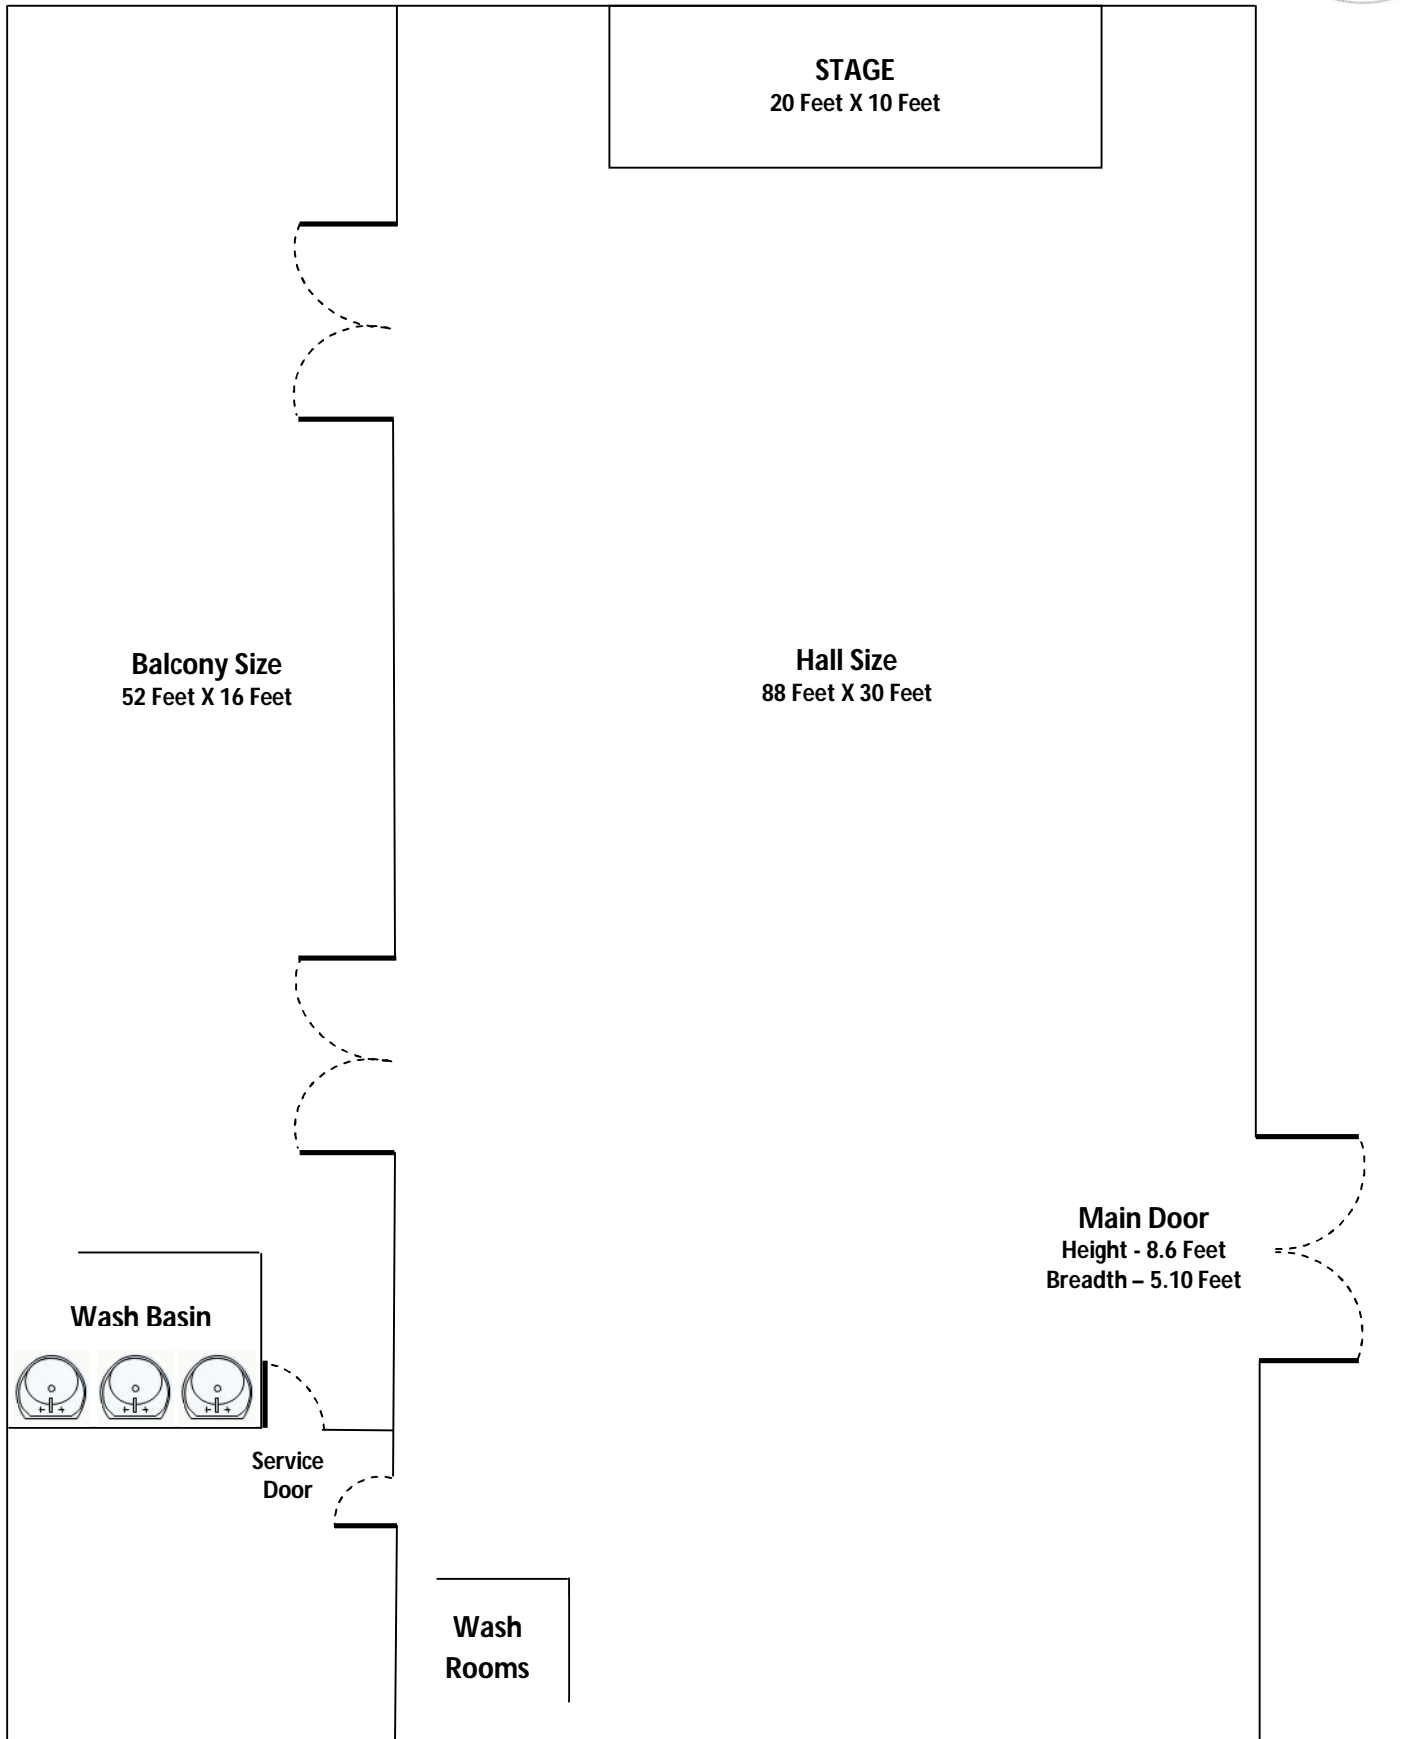 STAGE
20 Feet X 10 Feet
Balcony Size
52 Feet X 16 Feet
Hall Size
88 Feet X 30 Feet
Main Door
Height - 8.6 Feet
Breadth – 5.10 Feet
Wash Basin
Service
Door
Wash
Rooms